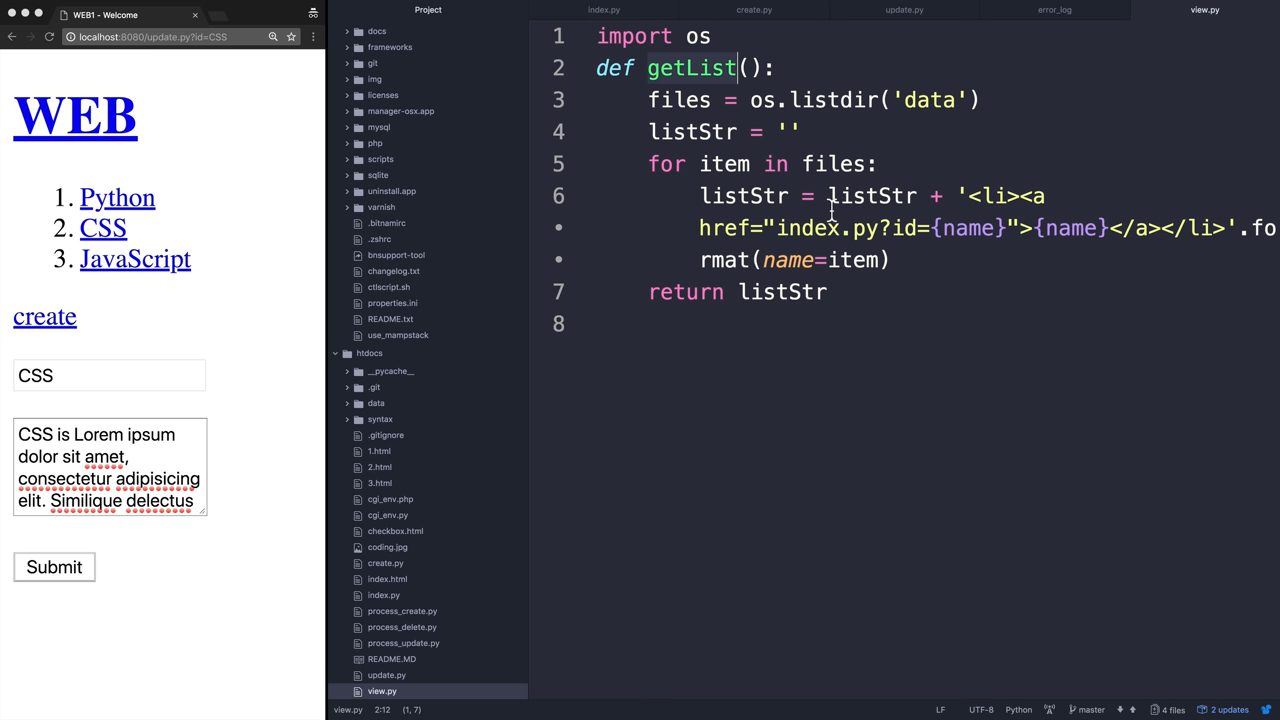 WEB1 - Welcome
localhost:8080/update.py?id=CSS
WEB
1. Python
2. CSS
3. JavaScript
create
CSS
CSS is Lorem ipsum
dolor sit amet,
consectetur adipisicing
elit. Similique delectus
Submit
Project
docs
frameworks
git
img
licenses
manager-osx.app
mysql
php
scripts
sqlite
uninstall.app
varnish
.bitnamirc
.zshrc
bnsupport-tool
changelog.txt
ctlscript.sh
properties.ini
README.txt
use_mampstack
htdocs
__pycache__
.git
data
syntax
.gitignore
1.html
2.html
3.html
cgi_env.php
cgi_env.py
checkbox.html
coding.jpg
create.py
index.html
index.py
process_create.py
process_delete.py
process_update.py
README.MD
update.py
view.py
index.py create.py update.py error_log view.py
1 import os
2 def getList():
3 files = os.listdir('data')
4 listStr = ''
5 for item in files:
6 listStr = listStr + '<li><a
• href="index.py?id={name}">{name}</a></li>'.fo
• rmat(name=item)
7 return listStr
8
view.py 2:12 (1, 7) LF UTF-8 Python master 4 files 2 updates